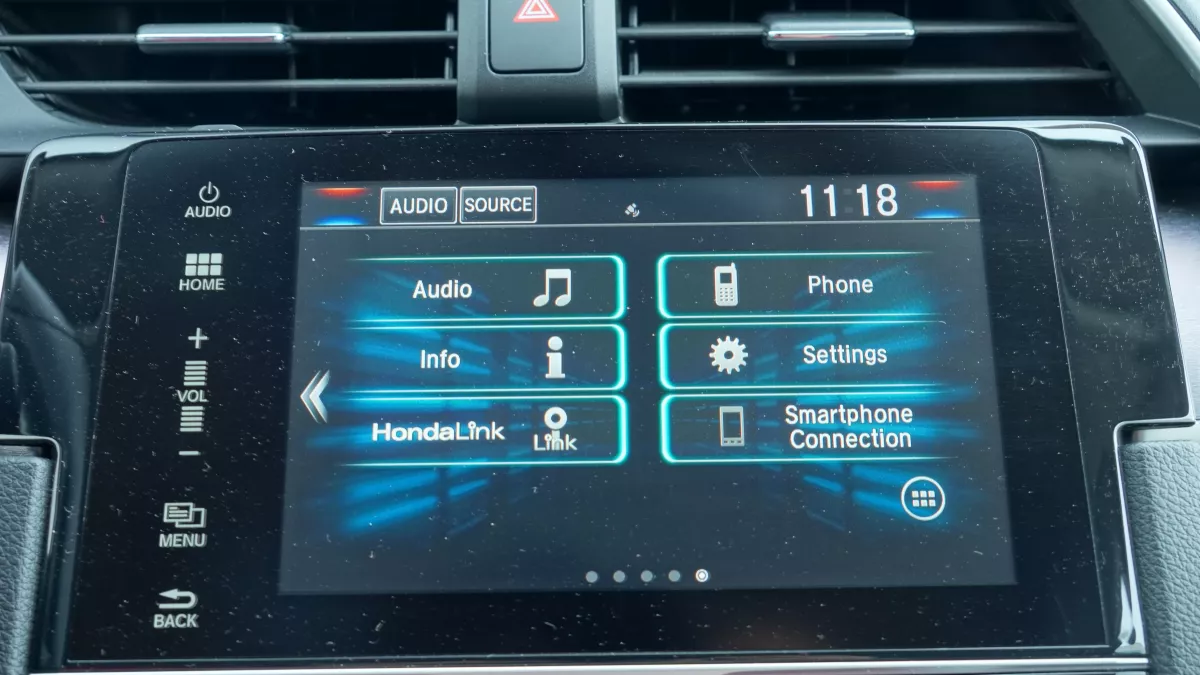 AUDIO
HOME
VOL
MENU
BACK
AUDIO SOURCE 11:18
Audio
Phone
Info
Settings
HondaLink
Link
Smartphone
Connection